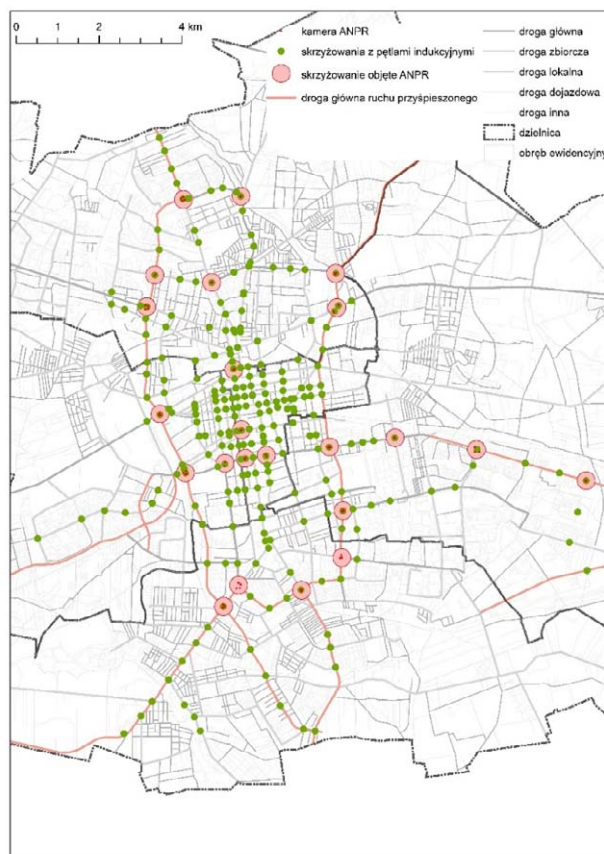 0 1 2 4 km
kamera ANPR
skrzyżowania z pętlami indukcyjnymi
skrzyżowanie objęte ANPR
droga główna ruchu przyśpieszonego
droga główna
droga zbiorcza
droga lokalna
droga dojazdowa
droga inna
dzielnica
obręb ewidencyjny